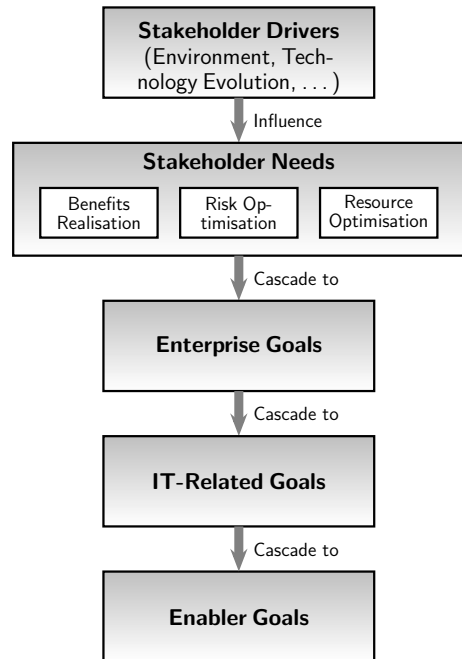 Stakeholder Drivers
(Environment, Tech-
nology Evolution, . . . )
Influence
Stakeholder Needs
Benefits
Realisation
Risk Op-
timisation
Resource
Optimisation
Cascade to
Enterprise Goals
Cascade to
IT-Related Goals
Cascade to
Enabler Goals